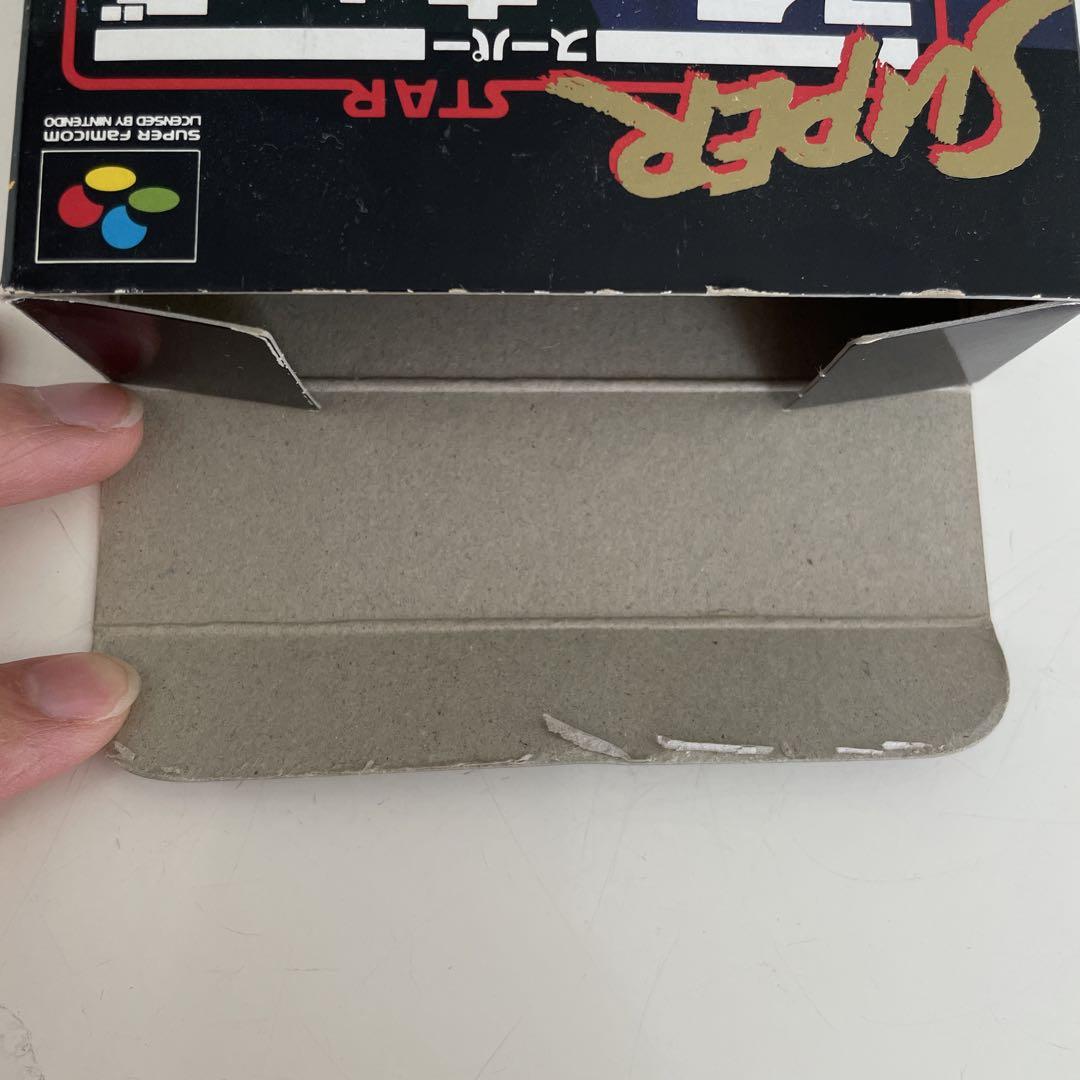 SUPER
STAR
SUPER FAMICOM
LICENSED BY NINTENDO
スーパー